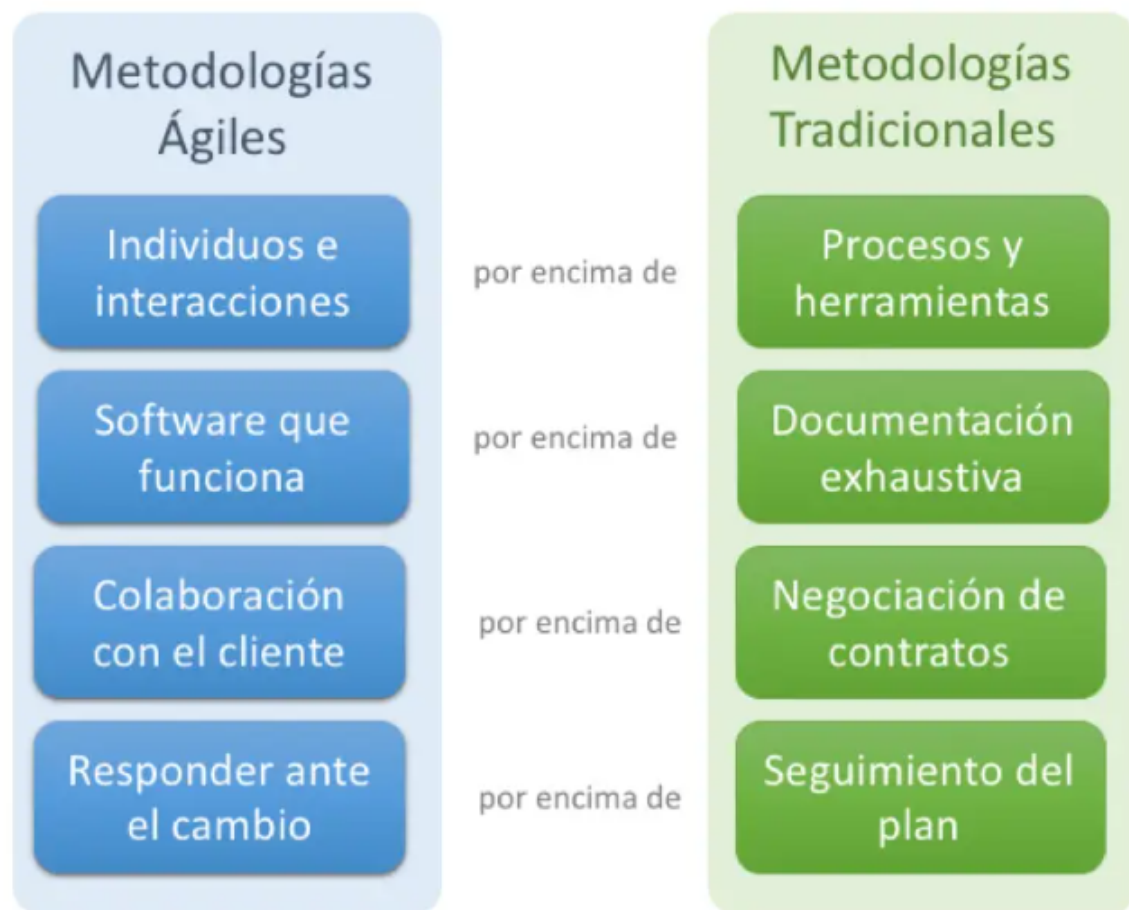 Metodologías
Ágiles
Metodologías
Tradicionales
Individuos e
interacciones
por encima de
Procesos y
herramientas
Software que
funciona
por encima de
Documentación
exhaustiva
Colaboración
con el cliente
por encima de
Negociación de
contratos
Responder ante
el cambio
por encima de
Seguimiento del
plan